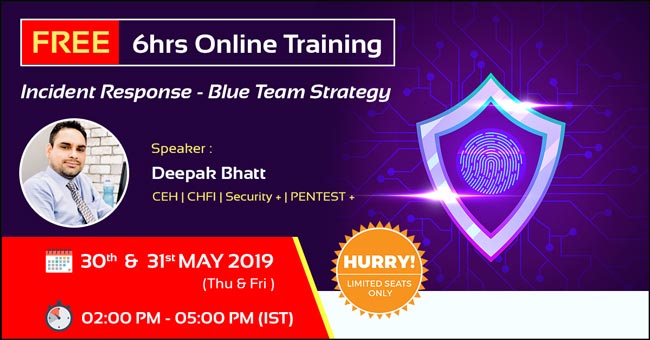 FREE 6hrs Online Training
Incident Response - Blue Team Strategy
Speaker :
Deepak Bhatt
CEH | CHFI | Security + | PENTEST +
30th & 31st MAY 2019
(Thu & Fri )
02:00 PM - 05:00 PM (IST)
HURRY!
LIMITED SEATS
ONLY